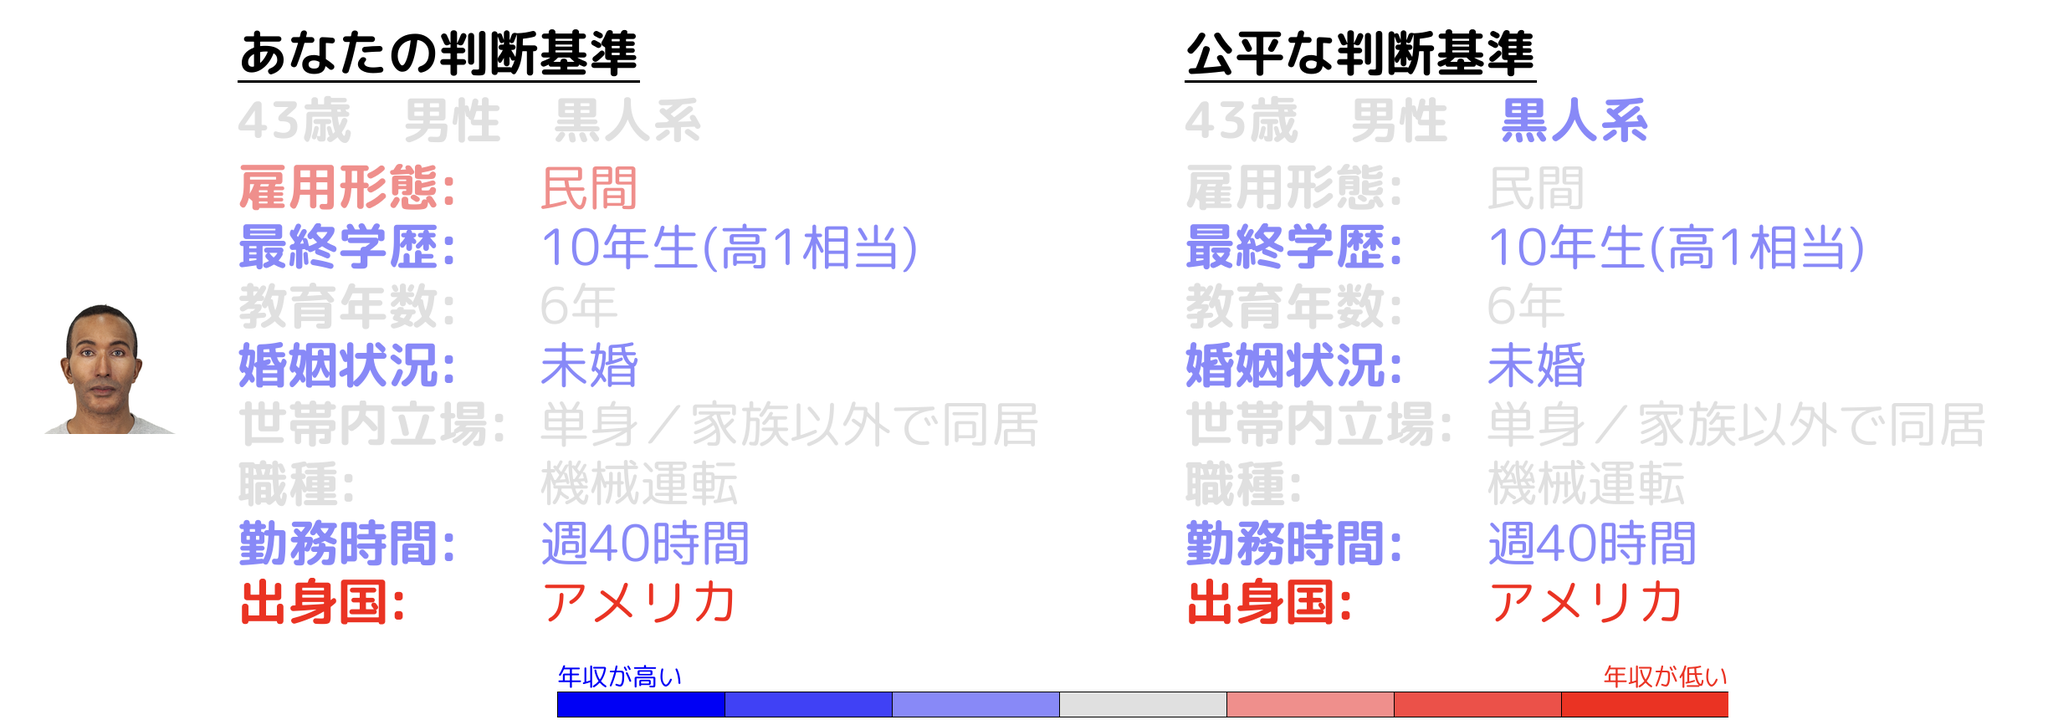 あなたの判断基準
43歳 男性 黒人系
雇用形態: 民間
最終学歴: 10年生(高1相当)
教育年数: 6年
婚姻状況: 未婚
世帯内立場: 単身／家族以外で同居
職種: 機械運転
勤務時間: 週40時間
出身国: アメリカ
公平な判断基準
43歳 男性 黒人系
雇用形態: 民間
最終学歴: 10年生(高1相当)
教育年数: 6年
婚姻状況: 未婚
世帯内立場: 単身／家族以外で同居
職種: 機械運転
勤務時間: 週40時間
出身国: アメリカ
年収が高い
年収が低い